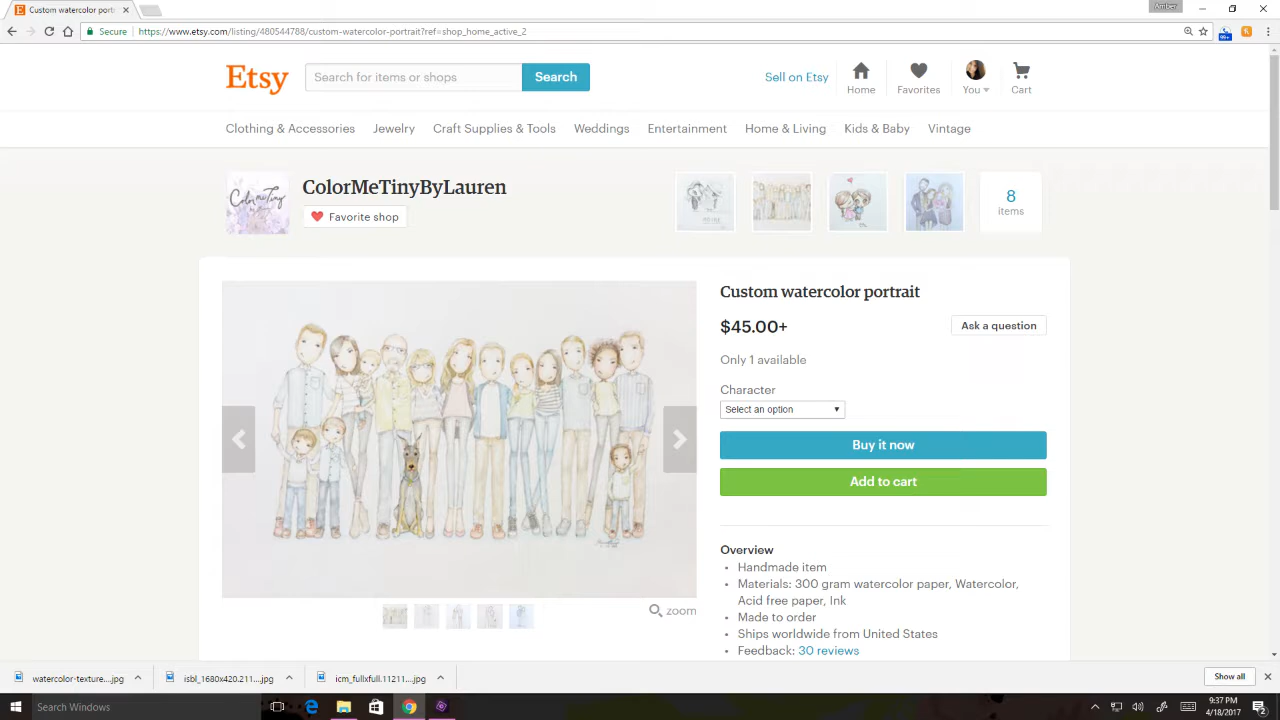 Custom watercolor port
Amber
Secure
https://www.etsy.com/listing/480544788/custom-watercolor-portrait?ref=shop_home_active_2
Etsy
Search for items or shops
Search
Sell on Etsy
Home
Favorites
You
Cart
Clothing & Accessories
Jewelry
Craft Supplies & Tools
Weddings
Entertainment
Home & Living
Kids & Baby
Vintage
ColorMeTiny
ColorMeTinyByLauren
Favorite shop
8
items
Custom watercolor portrait
$45.00+
Ask a question
Only 1 available
Character
Select an option
Buy it now
Add to cart
Overview
• Handmade item
• Materials: 300 gram watercolor paper, Watercolor,
Acid free paper, Ink
• Made to order
• Ships worldwide from United States
• Feedback: 30 reviews
zoom
watercolor-texture....jpg
isbl_1680x420.211....jpg
icm_fullxfull.11211....jpg
Show all
Search Windows
9:37 PM
4/18/2017
2